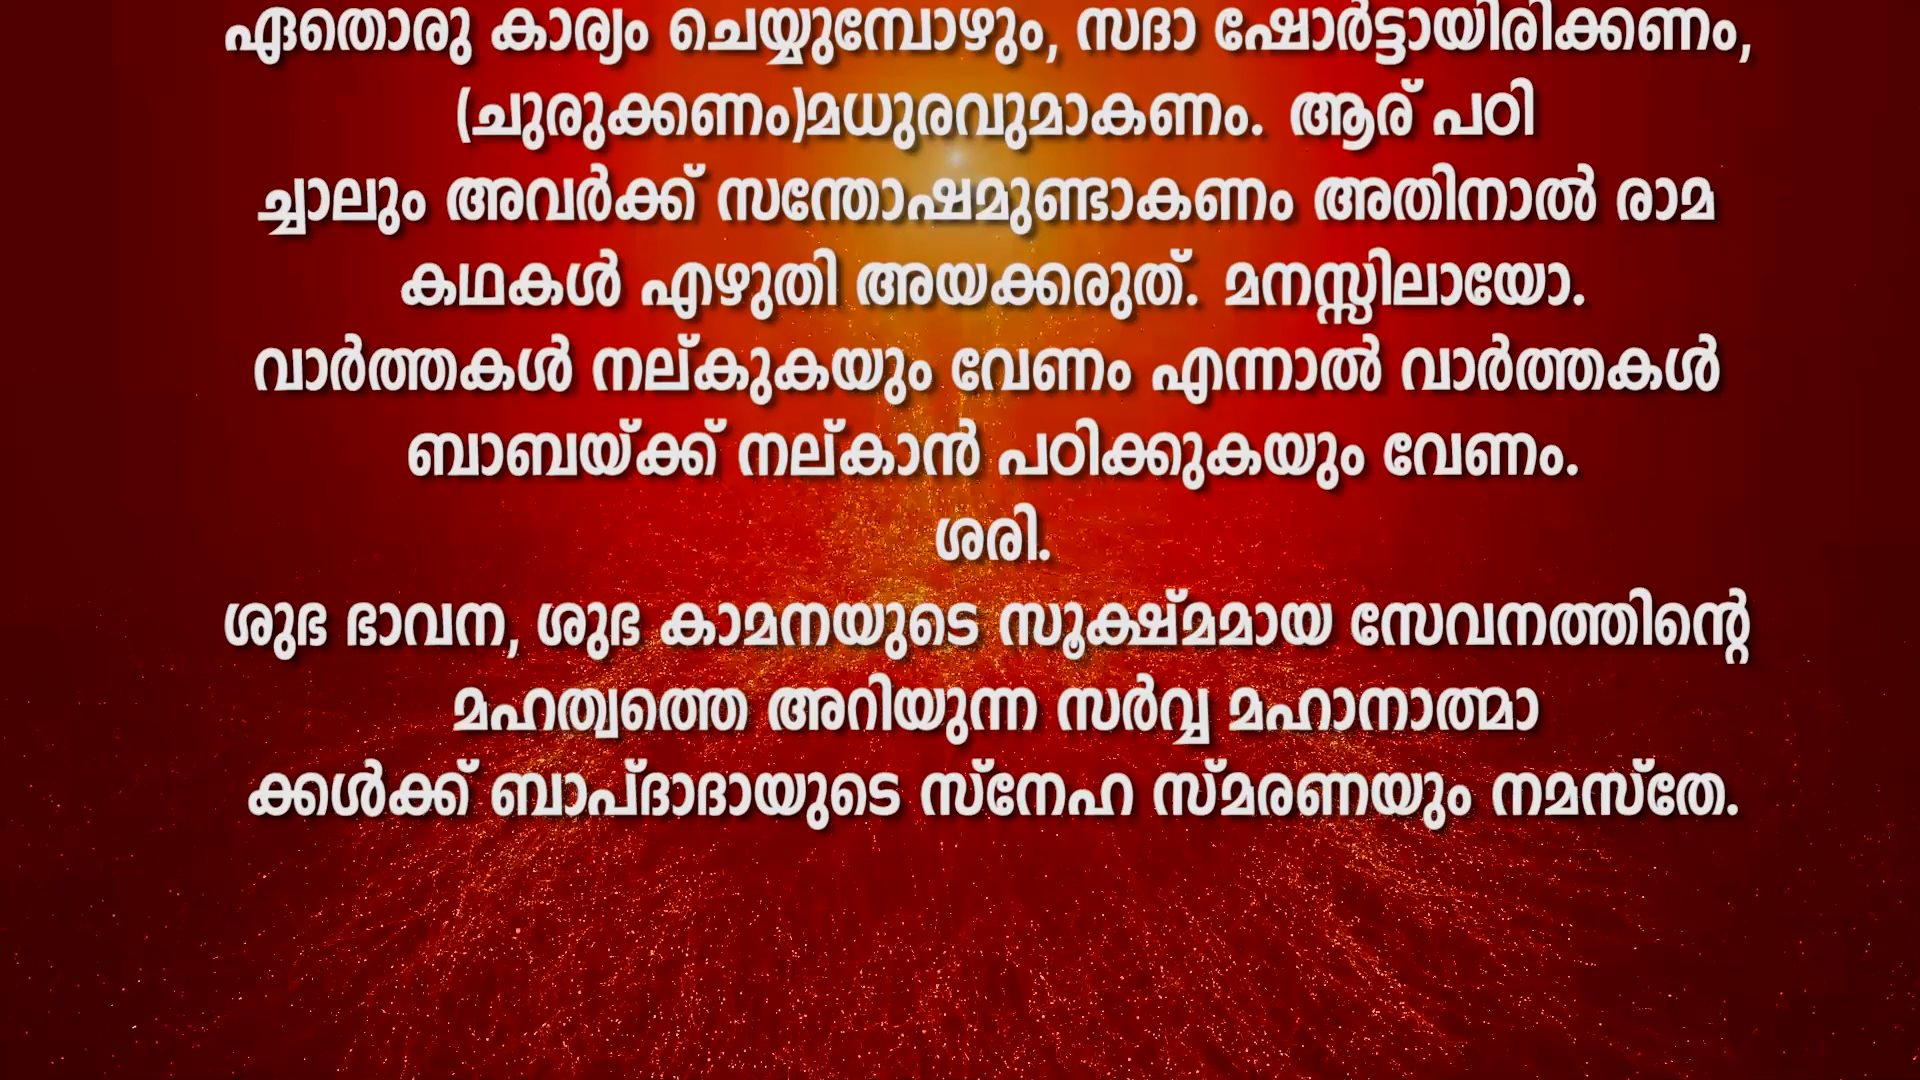 ഏതൊരു കാര്യം ചെയ്യുമ്പോഴും, സദാ ഷോർട്ടായിരിക്കണം,
(ചുരുക്കണം)മധുരവുമാകണം. ആര് പഠി
ച്ചാലും അവർക്ക് സന്തോഷമുണ്ടാകണം അതിനാൽ രാമ
കഥകൾ എഴുതി അയക്കരുത്. മനസ്സിലായോ.
വാർത്തകൾ നല്കുകയും വേണം എന്നാൽ വാർത്തകൾ
ബാബയ്ക്ക് നല്കാൻ പഠിക്കുകയും വേണം.
ശരി.
ശുഭ ഭാവന, ശുഭ കാമനയുടെ സൂക്ഷ്മമായ സേവനത്തിന്റെ
മഹത്വത്തെ അറിയുന്ന സർവ്വ മഹാനാത്മാ
ക്കൾക്ക് ബാപ്ദാദായുടെ സ്നേഹ സ്മരണയും നമസ്തേ.